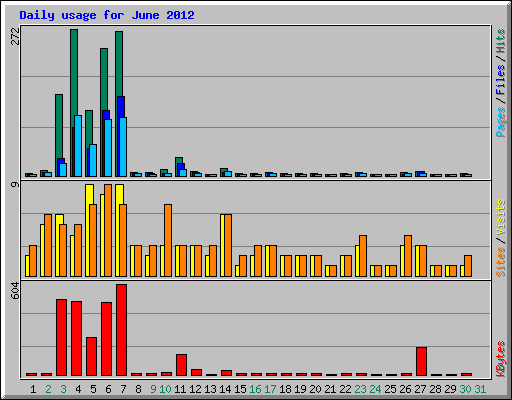 Daily usage for June 2012
272
Pages / Files / Hits
9
Sites / Visits
604
KBytes
1 2 3 4 5 6 7 8 9 10 11 12 13 14 15 16 17 18 19 20 21 22 23 24 25 26 27 28 29 30 31